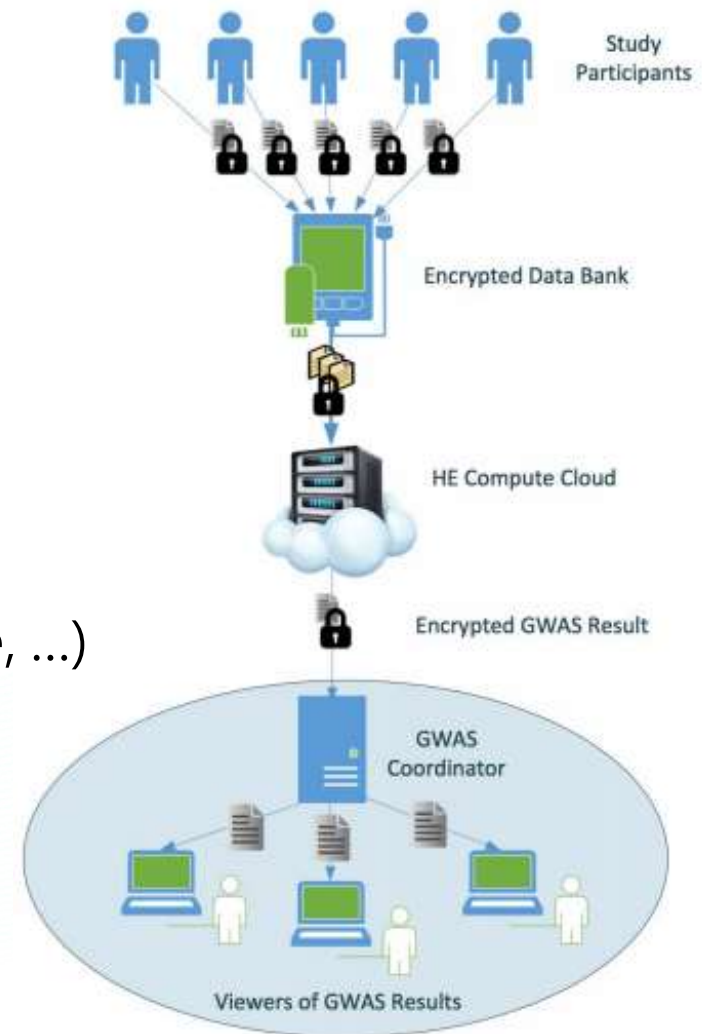 Study
Participants
Encrypted Data Bank
HE Compute Cloud
Encrypted GWAS Result
, ...)
GWAS
Coordinator
Viewers of GWAS Results